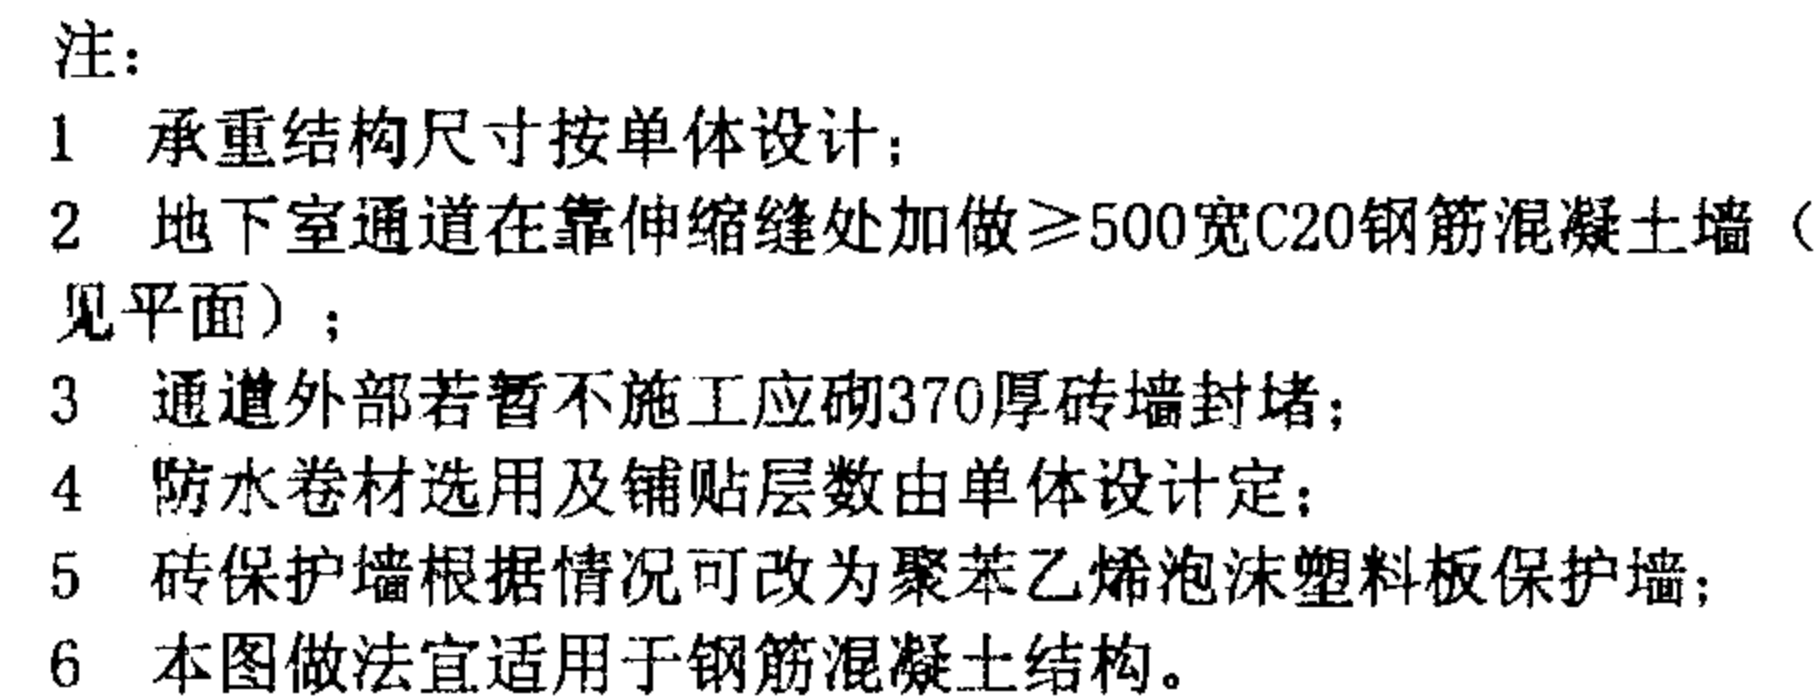 注：
1 承重结构尺寸按单体设计；
2 地下室通道在靠伸缩缝处加做≥500宽C20钢筋混凝土墙（
见平面）；
3 通道外部若暂不施工应砌370厚砖墙封堵；
4 防水卷材选用及铺贴层数由单体设计定；
5 砖保护墙根据情况可改为聚苯乙烯泡沫塑料板保护墙；
6 本图做法宜适用于钢筋混凝土结构。